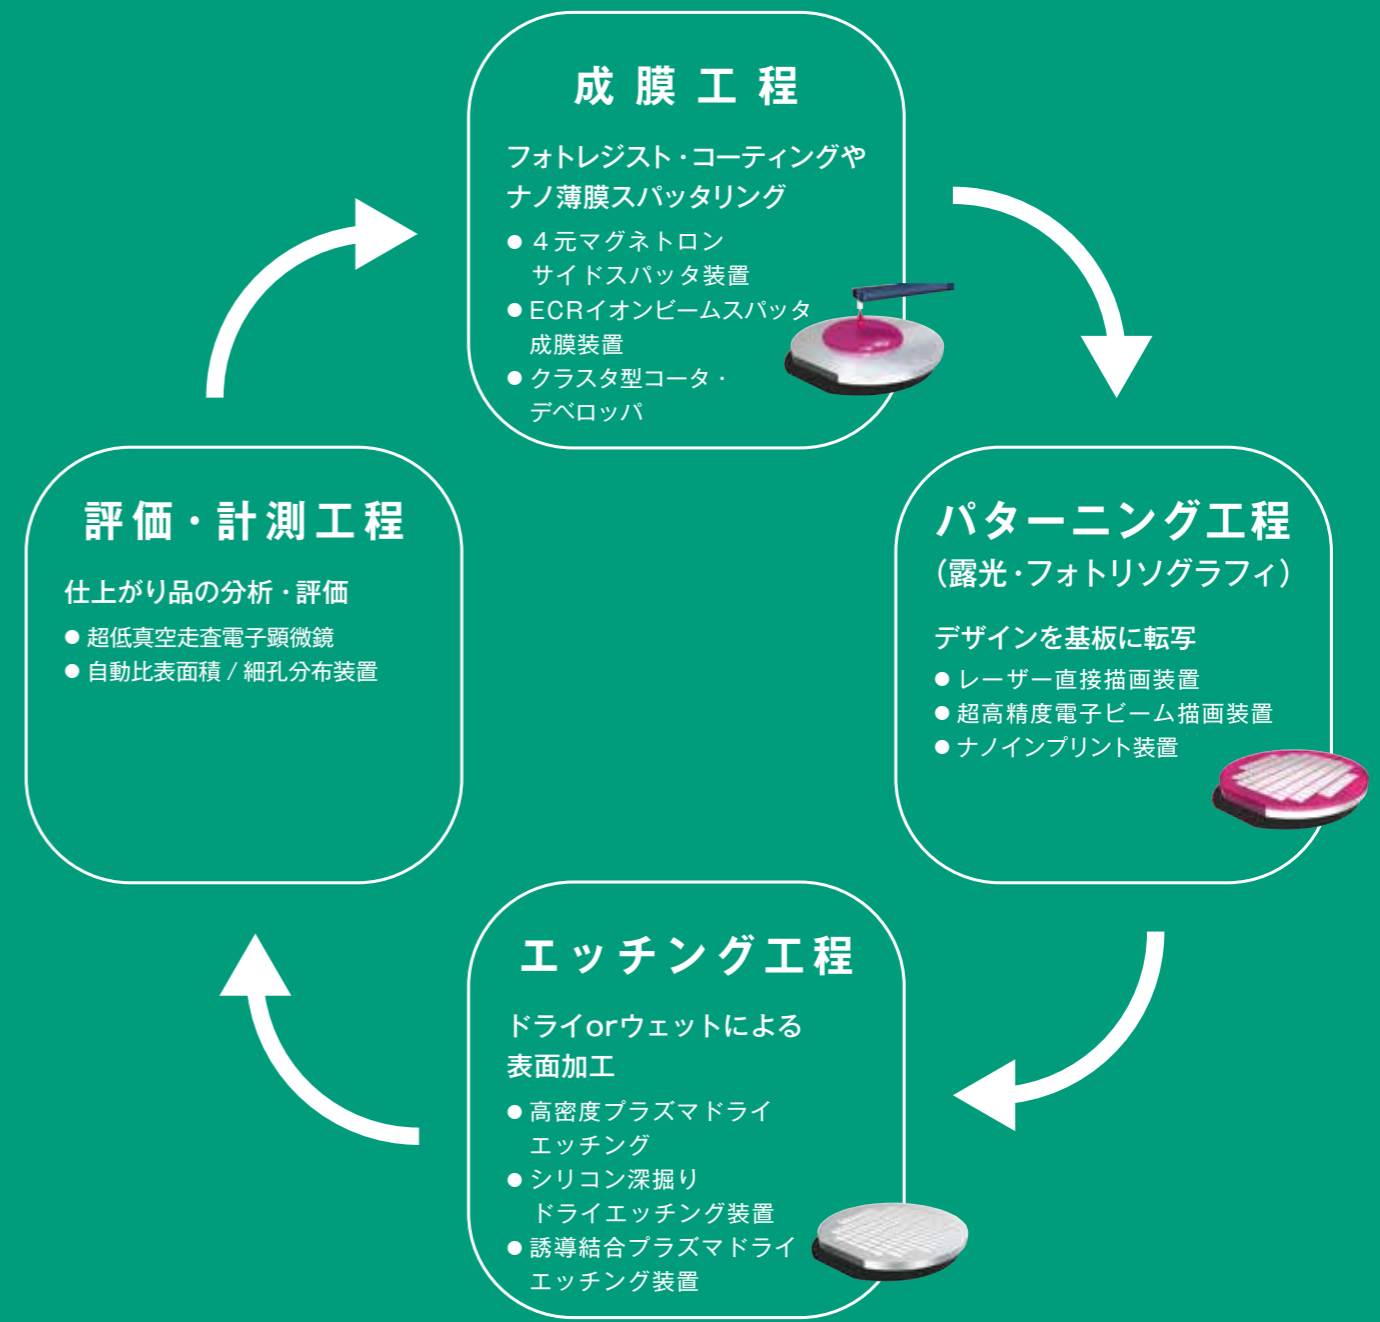 成膜工程
フォトレジスト・コーティングや
ナノ薄膜スパッタリング
● 4元マグネトロン
サイドスパッタ装置
● ECRイオンビームスパッタ
成膜装置
● クラスタ型コータ・
デベロッパ
パターニング工程
（露光・フォトリソグラフィ）
デザインを基板に転写
● レーザー直接描画装置
● 超高精度電子ビーム描画装置
● ナノインプリント装置
エッチング工程
ドライorウェットによる
表面加工
● 高密度プラズマドライ
エッチング
● シリコン深掘り
ドライエッチング装置
● 誘導結合プラズマドライ
エッチング装置
評価・計測工程
仕上がり品の分析・評価
● 超低真空走査電子顕微鏡
● 自動比表面積 / 細孔分布装置